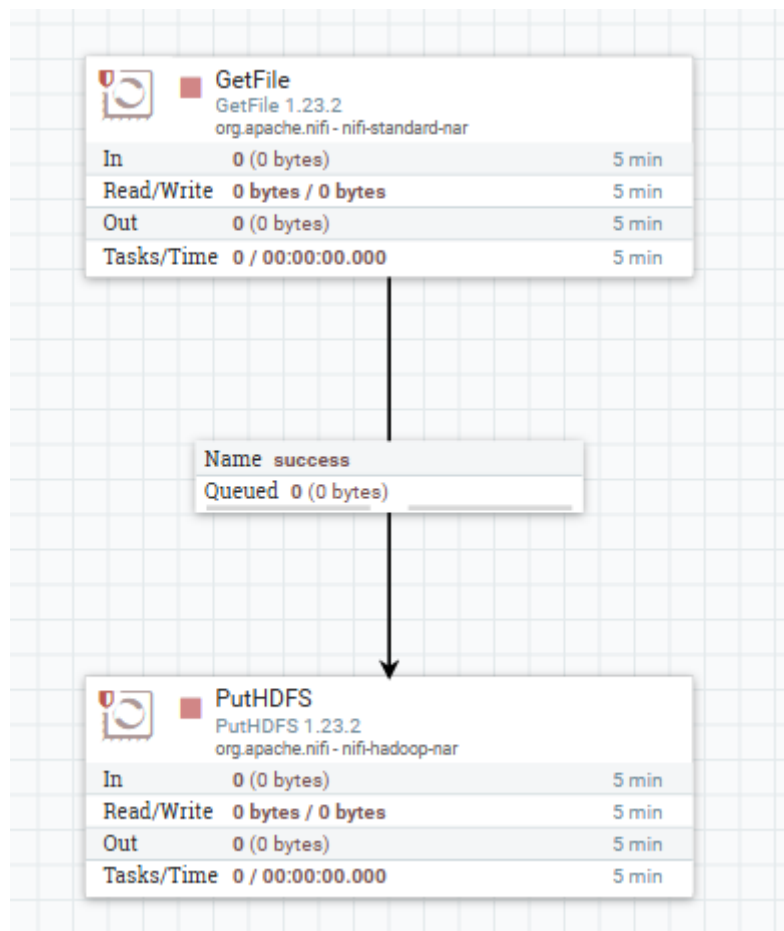 GetFile
GetFile 1.23.2
org.apache.nifi - nifi-standard-nar
In 0 (0 bytes) 5 min
Read/Write 0 bytes / 0 bytes 5 min
Out 0 (0 bytes) 5 min
Tasks/Time 0 / 00:00:00.000 5 min
Name success
Queued 0 (0 bytes)
PutHDFS
PutHDFS 1.23.2
org.apache.nifi - nifi-hadoop-nar
In 0 (0 bytes) 5 min
Read/Write 0 bytes / 0 bytes 5 min
Out 0 (0 bytes) 5 min
Tasks/Time 0 / 00:00:00.000 5 min